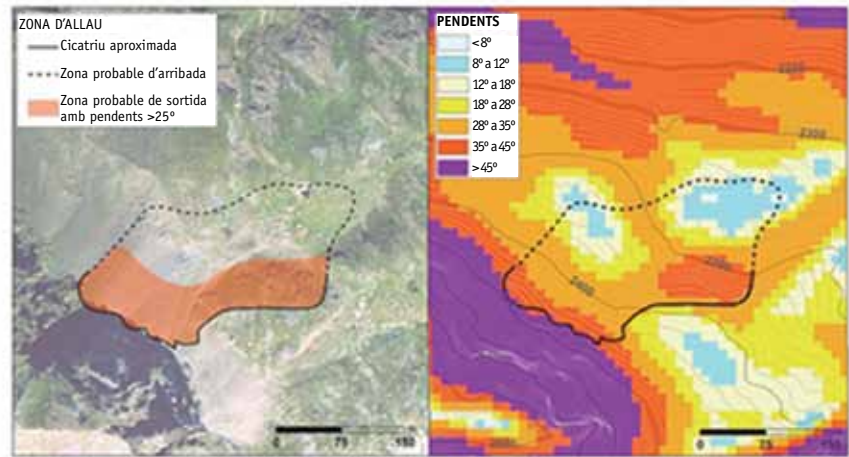 ZONA D'ALLAU
Cicatriu aproximada
Zona probable d'arribada
Zona probable de sortida
amb pendents >25º
0 75 150
PENDENTS
<8º
8º a 12º
12º a 18º
18º a 28º
28º a 35º
35º a 45º
>45º
2300
2400
0 75 150